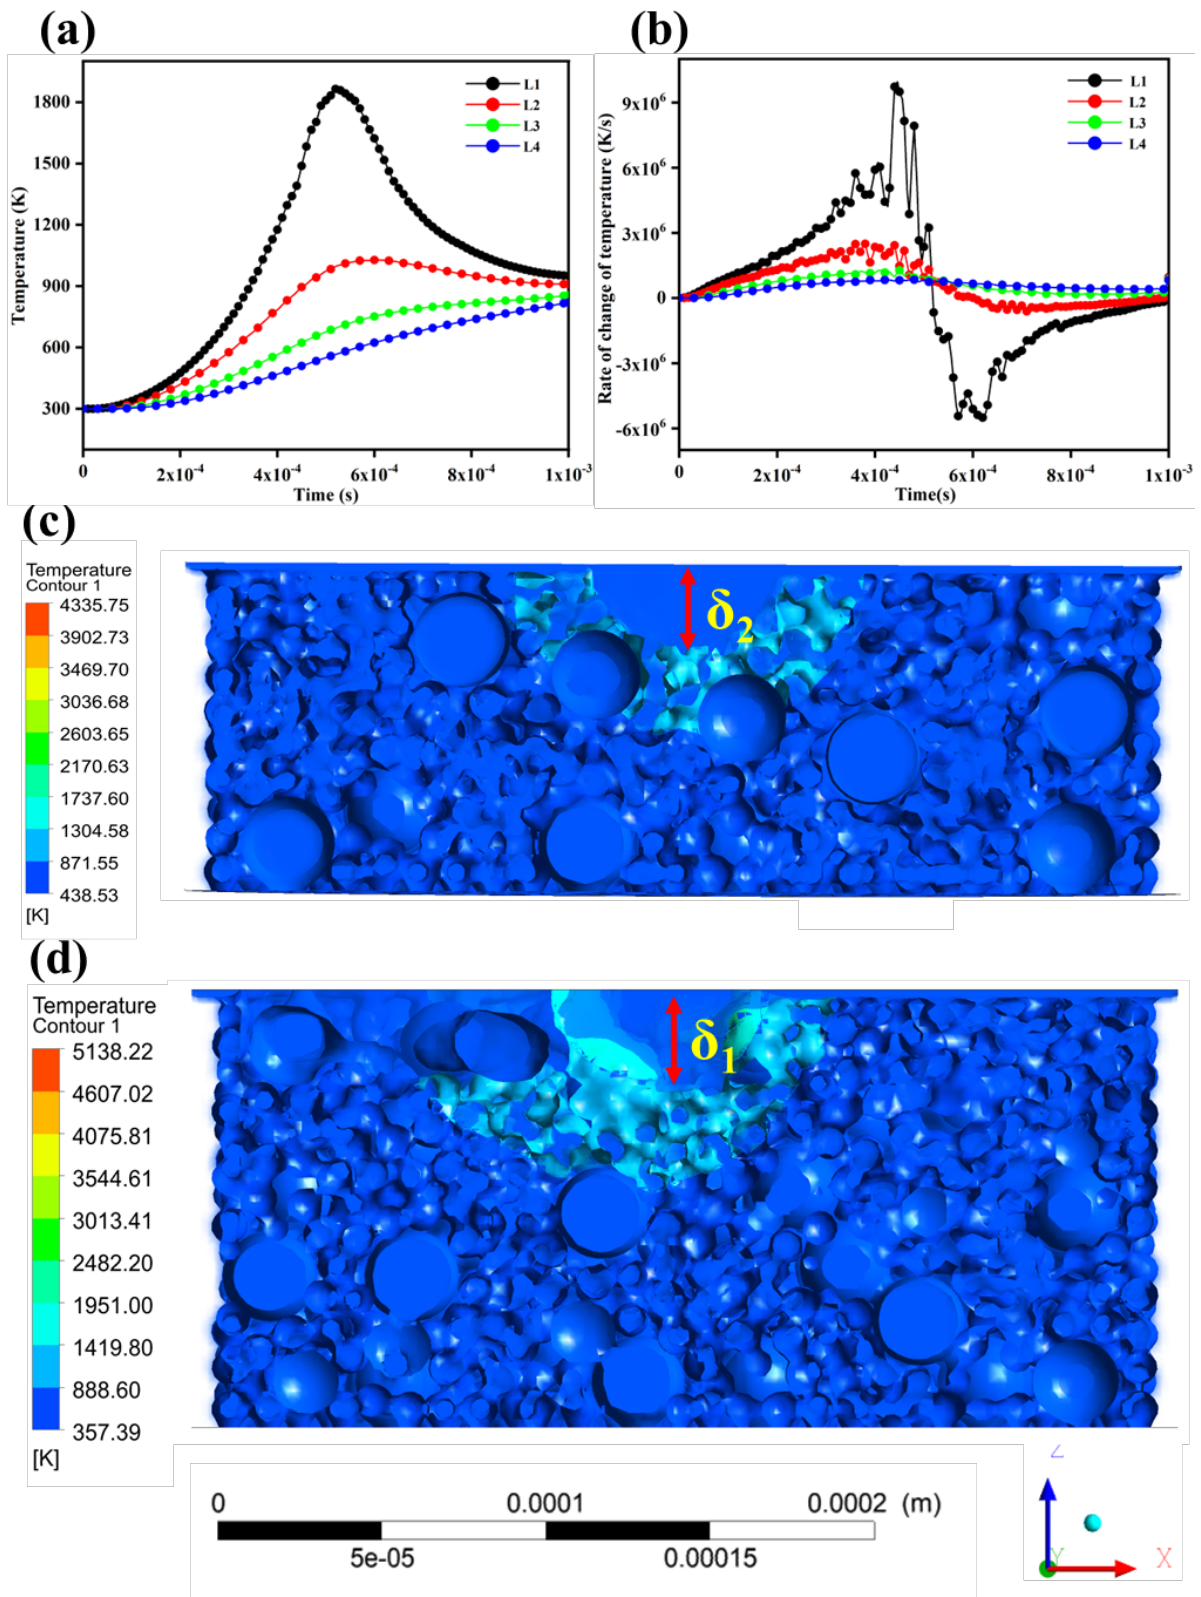 (a)
Temperature (K)
1800
1500
1200
900
600
300
L1
L2
L3
L4
0
2x10⁻⁴
4x10⁻⁴
6x10⁻⁴
8x10⁻⁴
1x10⁻³
Time (s)
(b)
Rate of change of temperature (K/s)
9x10⁶
6x10⁶
3x10⁶
0
-3x10⁶
-6x10⁶
L1
L2
L3
L4
0
2x10⁻⁴
4x10⁻⁴
6x10⁻⁴
8x10⁻⁴
1x10⁻³
Time(s)
(c)
Temperature
Contour 1
4335.75
3902.73
3469.70
3036.68
2603.65
2170.63
1737.60
1304.58
871.55
438.53
[K]
δ₂
(d)
Temperature
Contour 1
5138.22
4607.02
4075.81
3544.61
3013.41
2482.20
1951.00
1419.80
888.60
357.39
[K]
δ₁
0 0.0001 0.0002 (m)
5e-05 0.00015
Z
Y X